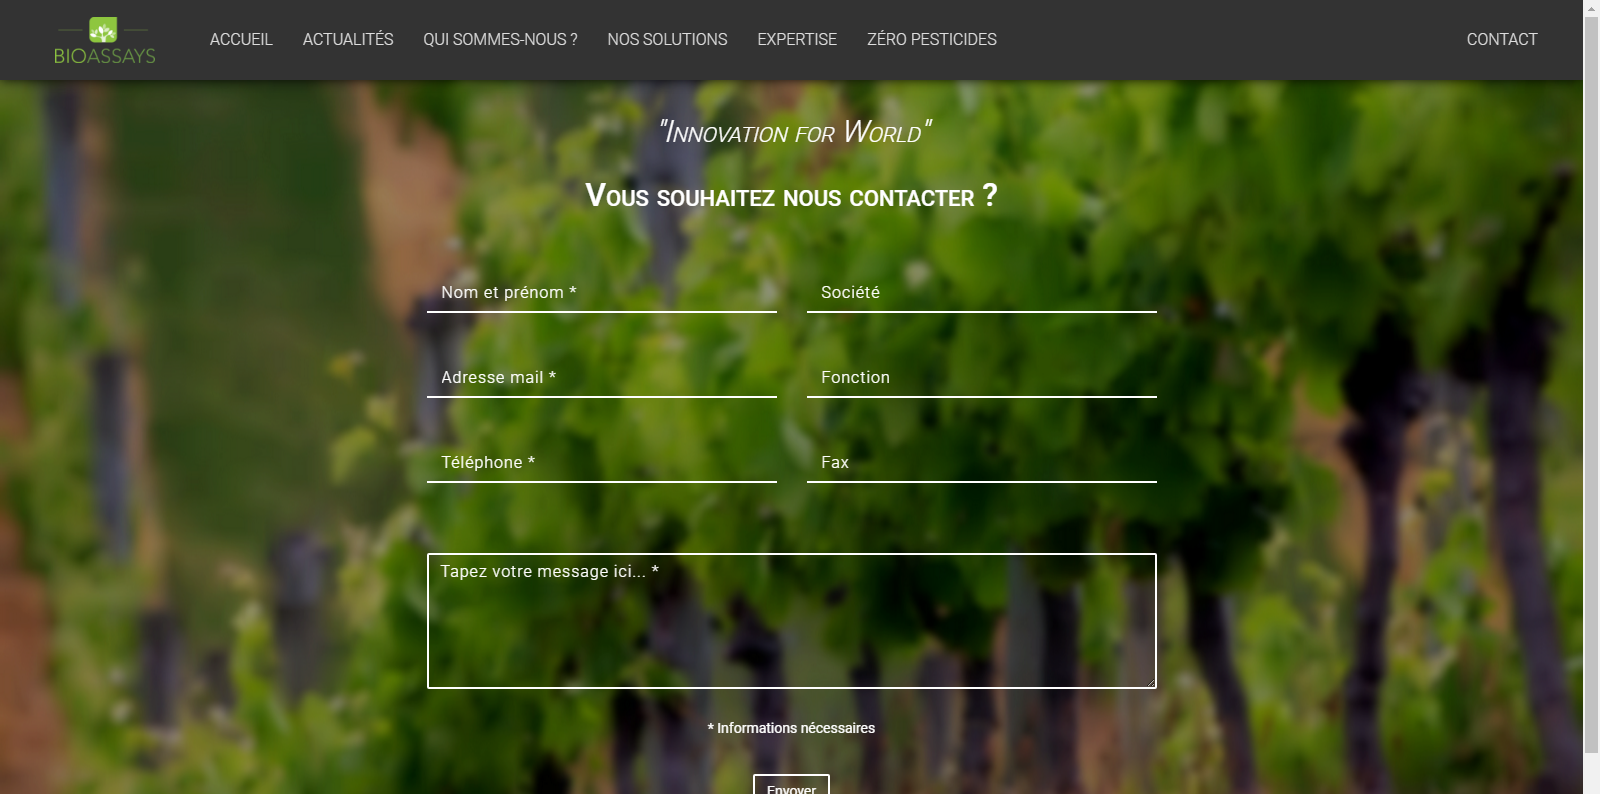 BIOASSAYS
ACCUEIL
ACTUALITÉS
QUI SOMMES-NOUS ?
NOS SOLUTIONS
EXPERTISE
ZÉRO PESTICIDES
CONTACT
"Innovation for World"
Vous souhaitez nous contacter ?
Nom et prénom *
Société
Adresse mail *
Fonction
Téléphone *
Fax
Tapez votre message ici... *
* Informations nécessaires
Envoyer